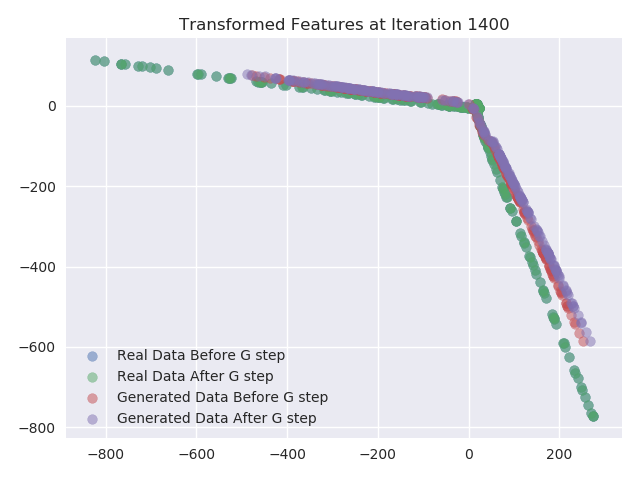 Transformed Features at Iteration 1400
0
−200
−400
−600
−800
Real Data Before G step
Real Data After G step
Generated Data Before G step
Generated Data After G step
−800 −600 −400 −200 0 200